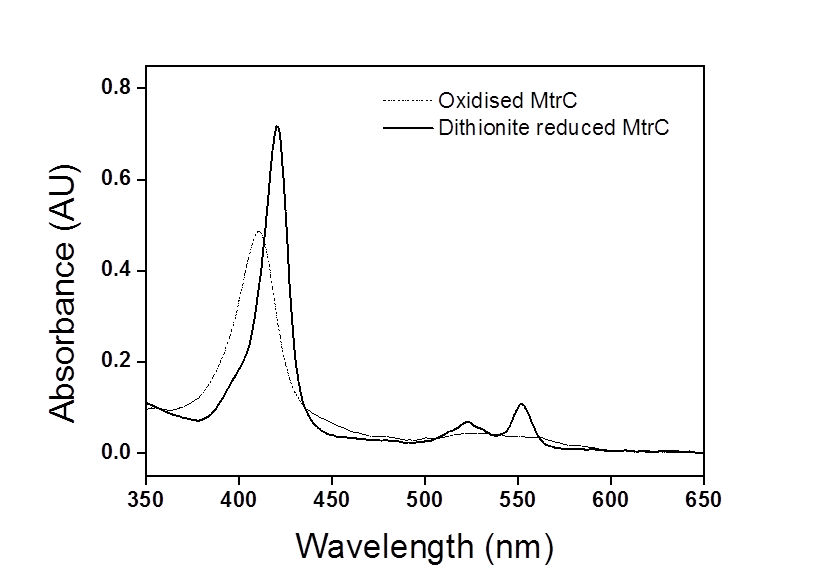 Oxidised MtrC
Dithionite reduced MtrC
Absorbance (AU)
0.8
0.6
0.4
0.2
0.0
350 400 450 500 550 600 650
Wavelength (nm)